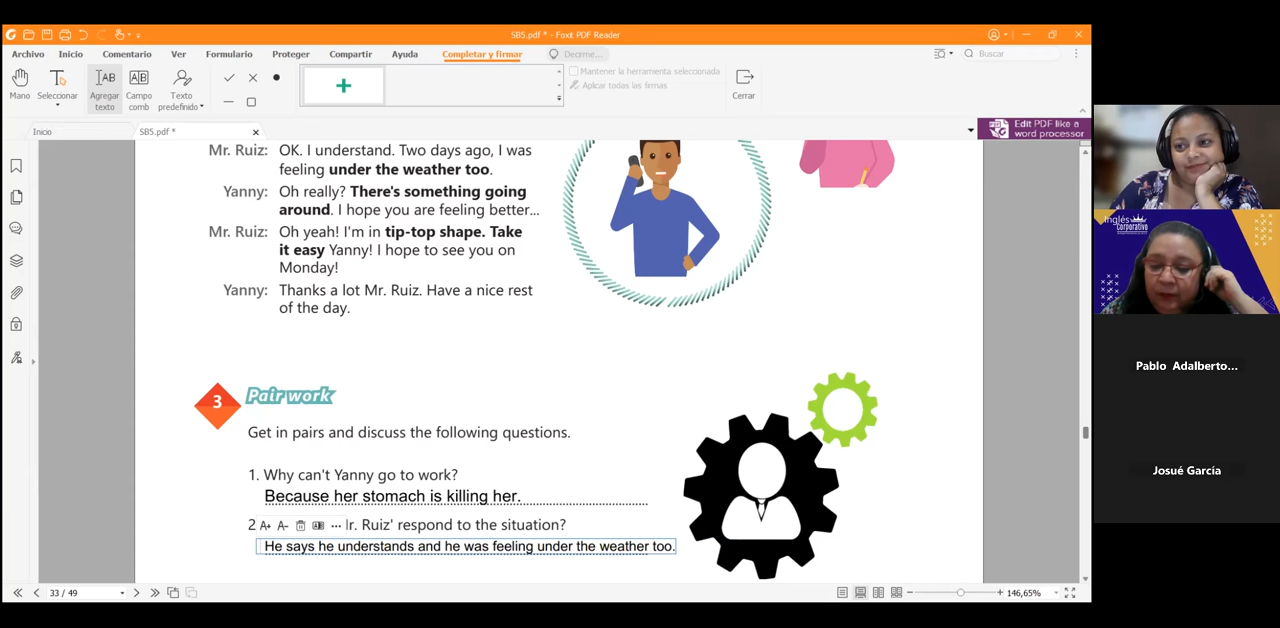 SB5.pdf * - Foxit PDF Reader
Archivo Inicio Comentario Ver Formulario Proteger Compartir Ayuda Completar y firmar Decirme... Buscar
Mano Seleccionar Agregar texto Campo comb Texto predefinido
Mantener la herramienta seleccionada
Aplicar todas las firmas
Cerrar
Inicio SB5.pdf *
Edit PDF like a
word processor
Mr. Ruiz: OK. I understand. Two days ago, I was
feeling under the weather too.
Yanny: Oh really? There's something going
around. I hope you are feeling better...
Mr. Ruiz: Oh yeah! I'm in tip-top shape. Take
it easy Yanny! I hope to see you on
Monday!
Yanny: Thanks a lot Mr. Ruiz. Have a nice rest
of the day.
3 Pair work
Get in pairs and discuss the following questions.
1. Why can't Yanny go to work?
Because her stomach is killing her.
2 A+ A- AB ... r. Ruiz' respond to the situation?
He says he understands and he was feeling under the weather too.
33 / 49
146,65%
Inglés
Corporativo
Pablo Adalberto...
Josué García